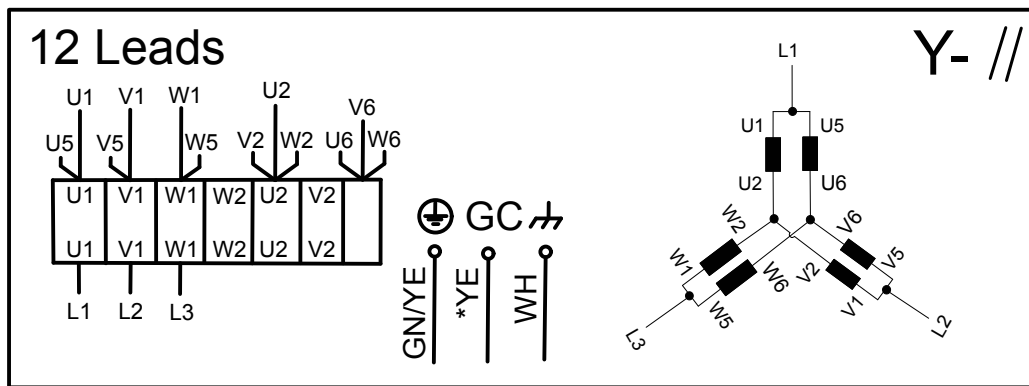 12 Leads
Y- //
U1 V1 W1 U2 V6
U5 V5 W5 V2 W2 U6 W6
U1 V1 W1 W2 U2 V2
U1 V1 W1 W2 U2 V2
L1 L2 L3
GC
GN/YE *YE WH
L1
U1 U5
U2 U6
W2 V6
W1 W6 V2 V5
W5 V1
L3 L2